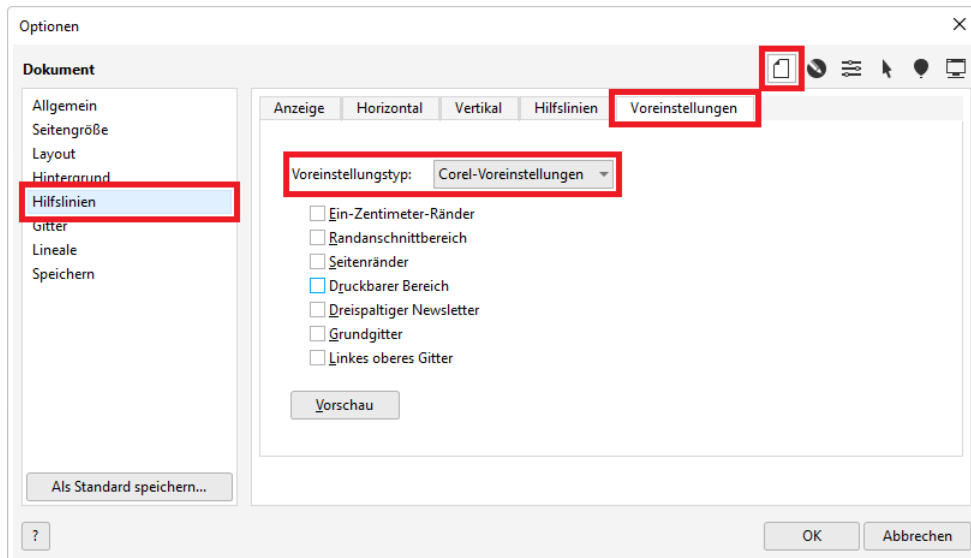 Optionen
Dokument
Allgemein
Seitengröße
Layout
Hintergrund
Hilfslinien
Gitter
Lineale
Speichern
Als Standard speichern...
Anzeige Horizontal Vertikal Hilfslinien Voreinstellungen
Voreinstellungstyp: Corel-Voreinstellungen
Ein-Zentimeter-Ränder
Randanschnittbereich
Seitenränder
Druckbarer Bereich
Dreispaltiger Newsletter
Grundgitter
Linkes oberes Gitter
Vorschau
? OK Abbrechen